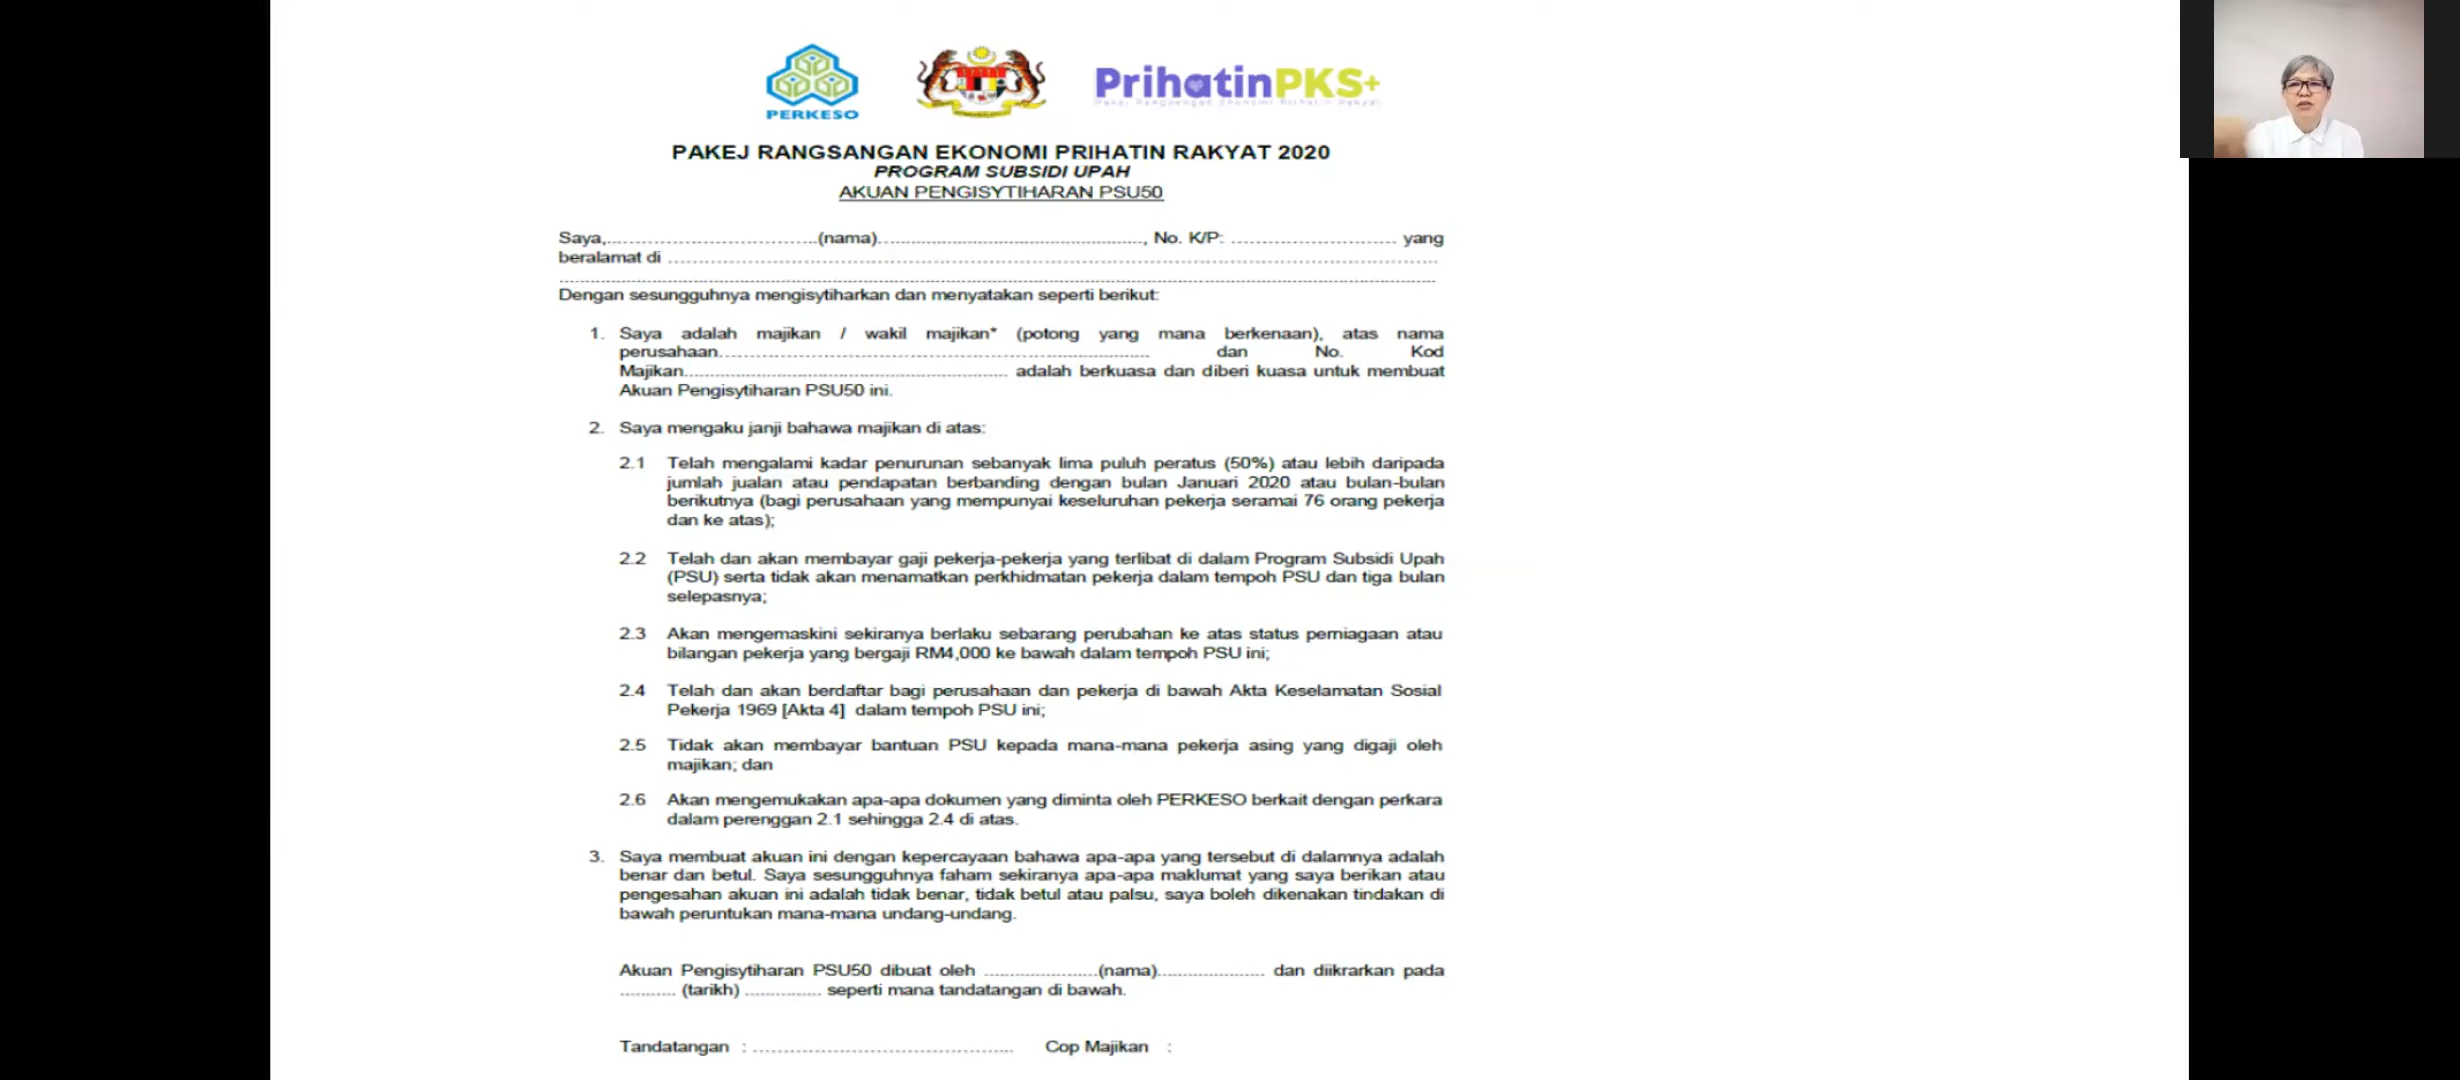 PERKESO
PrihatinPKS+
Pakej Rangsangan Ekonomi Prihatin Rakyat
PAKEJ RANGSANGAN EKONOMI PRIHATIN RAKYAT 2020
PROGRAM SUBSIDI UPAH
AKUAN PENGISYTIHARAN PSU50
Saya,..................................(nama)............................................, No. K/P: ............................ yang
beralamat di ................................................................................................................................
................................................................................................................................................
Dengan sesungguhnya mengisytiharkan dan menyatakan seperti berikut:
1. Saya adalah majikan / wakil majikan* (potong yang mana berkenaan), atas nama
perusahaan........................................................................ dan No. Kod
Majikan...................................................... adalah berkuasa dan diberi kuasa untuk membuat
Akuan Pengisytiharan PSU50 ini.
2. Saya mengaku janji bahawa majikan di atas:
2.1 Telah mengalami kadar penurunan sebanyak lima puluh peratus (50%) atau lebih daripada
jumlah jualan atau pendapatan berbanding dengan bulan Januari 2020 atau bulan-bulan
berikutnya (bagi perusahaan yang mempunyai keseluruhan pekerja seramai 76 orang pekerja
dan ke atas);
2.2 Telah dan akan membayar gaji pekerja-pekerja yang terlibat di dalam Program Subsidi Upah
(PSU) serta tidak akan menamatkan perkhidmatan pekerja dalam tempoh PSU dan tiga bulan
selepasnya;
2.3 Akan mengemaskini sekiranya berlaku sebarang perubahan ke atas status perniagaan atau
bilangan pekerja yang bergaji RM4,000 ke bawah dalam tempoh PSU ini;
2.4 Telah dan akan berdaftar bagi perusahaan dan pekerja di bawah Akta Keselamatan Sosial
Pekerja 1969 [Akta 4] dalam tempoh PSU ini;
2.5 Tidak akan membayar bantuan PSU kepada mana-mana pekerja asing yang digaji oleh
majikan; dan
2.6 Akan mengemukakan apa-apa dokumen yang diminta oleh PERKESO berkait dengan perkara
dalam perenggan 2.1 sehingga 2.4 di atas.
3. Saya membuat akuan ini dengan kepercayaan bahawa apa-apa yang tersebut di dalamnya adalah
benar dan betul. Saya sesungguhnya faham sekiranya apa-apa maklumat yang saya berikan atau
pengesahan akuan ini adalah tidak benar, tidak betul atau palsu, saya boleh dikenakan tindakan di
bawah peruntukan mana-mana undang-undang.
Akuan Pengisytiharan PSU50 dibuat oleh ....................(nama)................... dan diikrarkan pada
.......... (tarikh) .............. seperti mana tandatangan di bawah.
Tandatangan : ............................................ Cop Majikan :